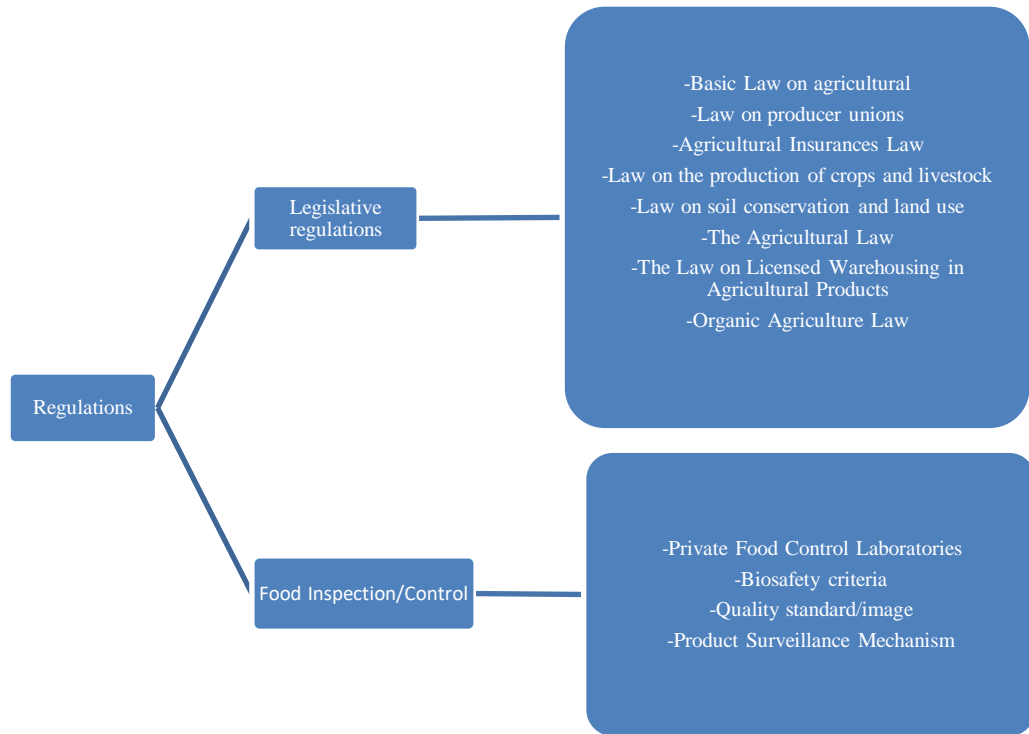 Regulations
Legislative
regulations
-Basic Law on agricultural
-Law on producer unions
-Agricultural Insurances Law
-Law on the production of crops and livestock
-Law on soil conservation and land use
-The Agricultural Law
-The Law on Licensed Warehousing in
Agricultural Products
-Organic Agriculture Law
Food Inspection/Control
-Private Food Control Laboratories
-Biosafety criteria
-Quality standard/image
-Product Surveillance Mechanism